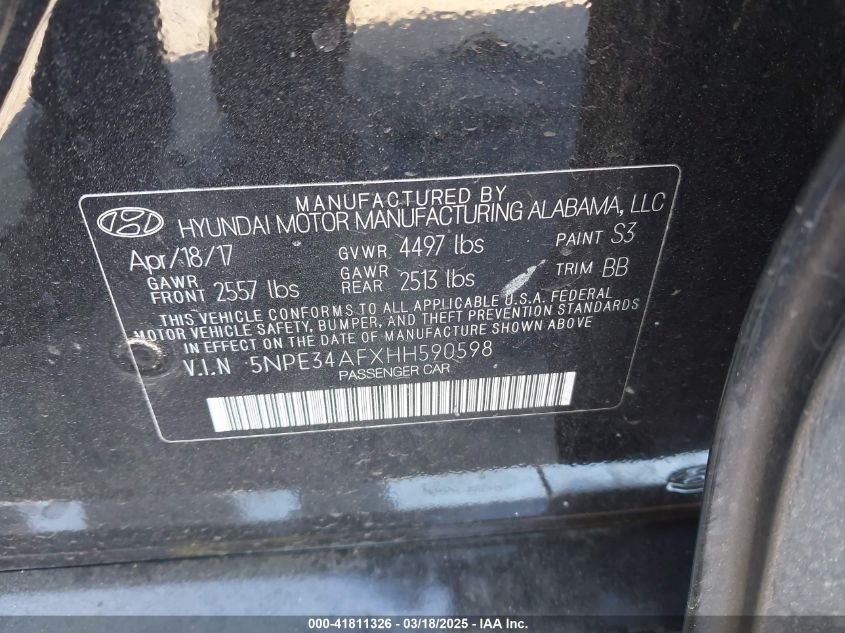 MANUFACTURED BY
HYUNDAI MOTOR MANUFACTURING ALABAMA, LLC
Apr/18/17 GVWR 4497 lbs PAINT S3
GAWR FRONT 2557 lbs GAWR REAR 2513 lbs TRIM BB
THIS VEHICLE CONFORMS TO ALL APPLICABLE U.S.A. FEDERAL
MOTOR VEHICLE SAFETY, BUMPER, AND THEFT PREVENTION STANDARDS
IN EFFECT ON THE DATE OF MANUFACTURE SHOWN ABOVE
V.I.N 5NPE34AFXHH590598
PASSENGER CAR
000-41811326 | 03/18/2025 - IAA Inc.